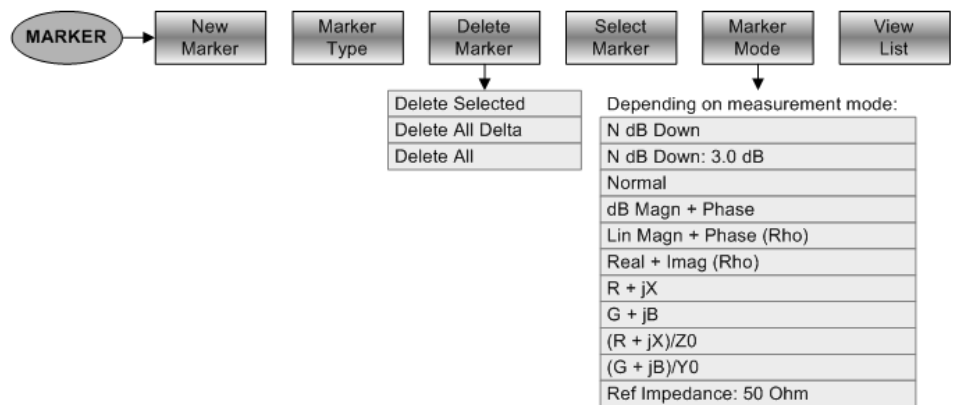 MARKER
New
Marker
Marker
Type
Delete
Marker
Select
Marker
Marker
Mode
View
List
Delete Selected
Delete All Delta
Delete All
Depending on measurement mode:
N dB Down
N dB Down: 3.0 dB
Normal
dB Magn + Phase
Lin Magn + Phase (Rho)
Real + Imag (Rho)
R + jX
G + jB
(R + jX)/Z0
(G + jB)/Y0
Ref Impedance: 50 Ohm